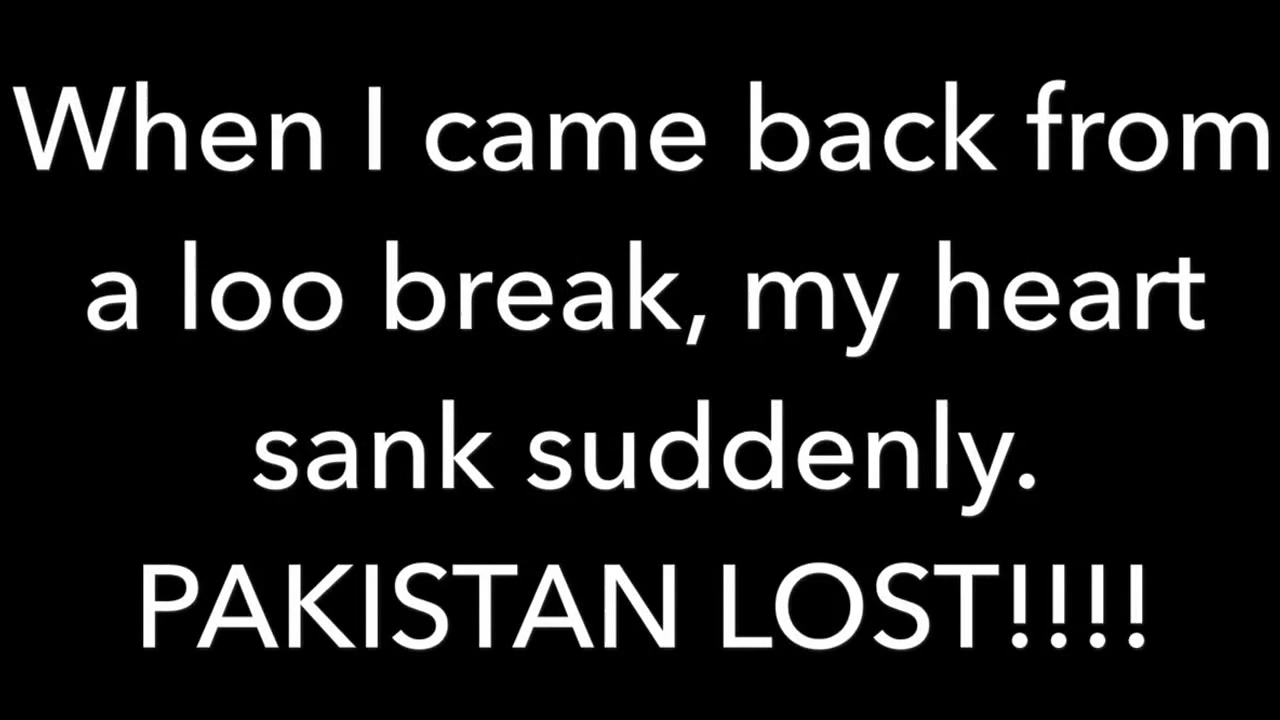 When I came back from
a loo break, my heart
sank suddenly.
PAKISTAN LOST!!!!